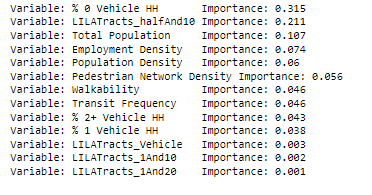 Variable: % 0 Vehicle HH Importance: 0.315
Variable: LILATracts_halfAnd10 Importance: 0.211
Variable: Total Population Importance: 0.107
Variable: Employment Density Importance: 0.074
Variable: Population Density Importance: 0.06
Variable: Pedestrian Network Density Importance: 0.056
Variable: Walkability Importance: 0.046
Variable: Transit Frequency Importance: 0.046
Variable: % 2+ Vehicle HH Importance: 0.043
Variable: % 1 Vehicle HH Importance: 0.038
Variable: LILATracts_Vehicle Importance: 0.003
Variable: LILATracts_1And10 Importance: 0.002
Variable: LILATracts_1And20 Importance: 0.001